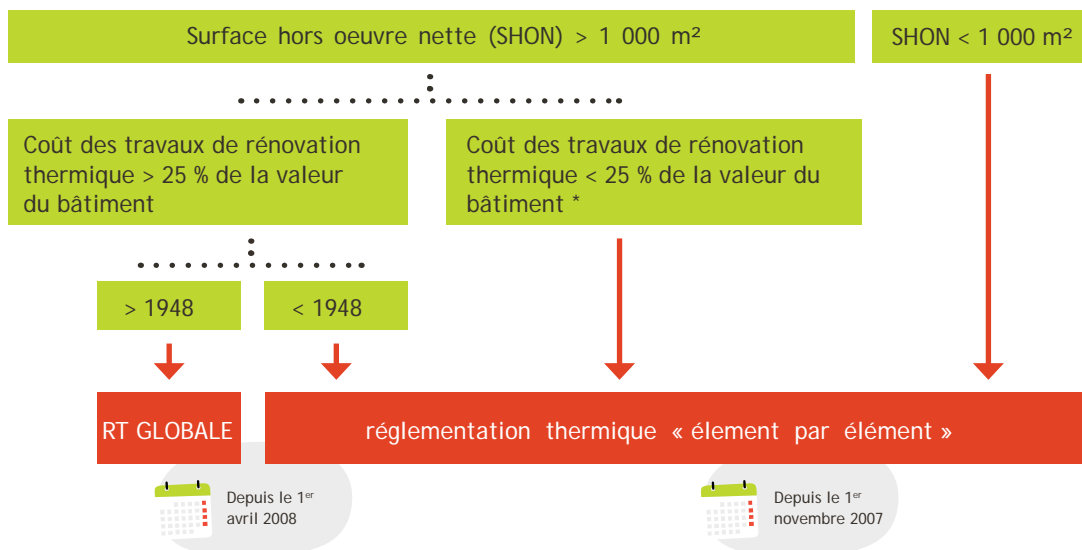 Surface hors oeuvre nette (SHON) > 1 000 m²
SHON < 1 000 m²
Coût des travaux de rénovation
thermique > 25 % de la valeur
du bâtiment
Coût des travaux de rénovation
thermique < 25 % de la valeur du
bâtiment *
> 1948
< 1948
RT GLOBALE
réglementation thermique « élement par elément »
Depuis le 1er
avril 2008
Depuis le 1er
novembre 2007